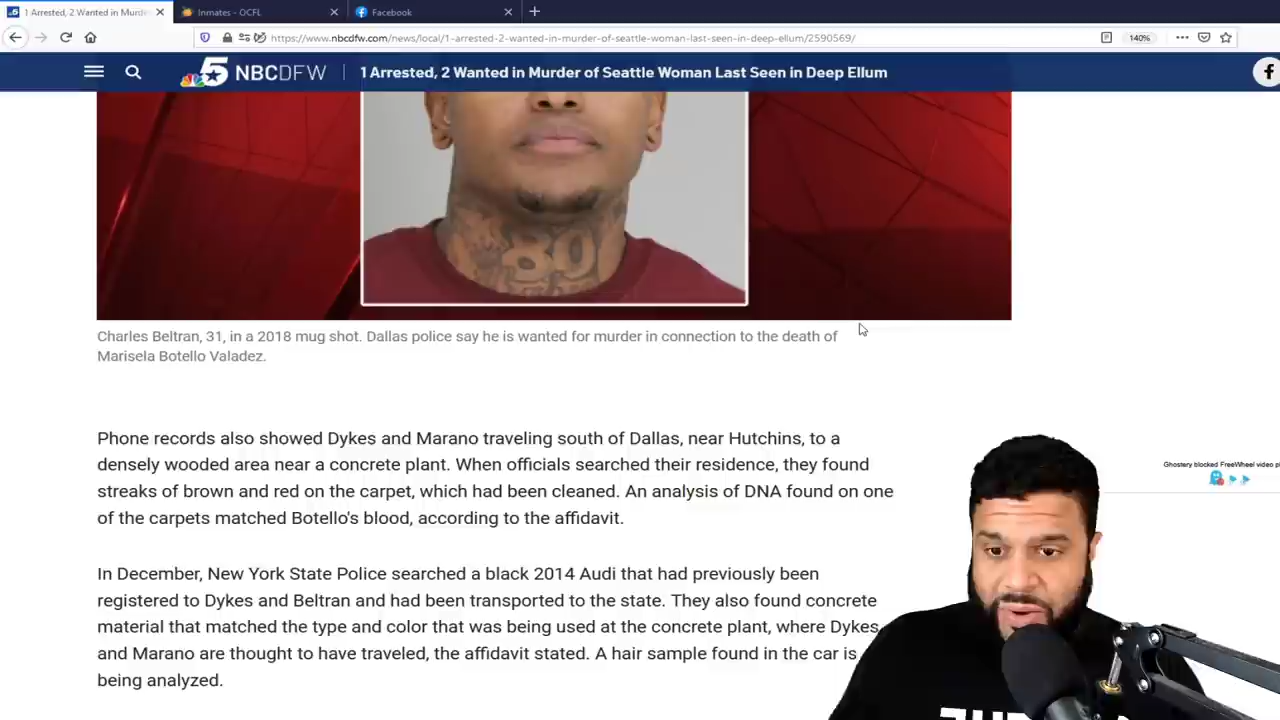 1 Arrested, 2 Wanted in Murde
Inmates - OCFL
Facebook
https://www.nbcdfw.com/news/local/1-arrested-2-wanted-in-murder-of-seattle-woman-last-seen-in-deep-ellum/2590569/
140%
5 NBCDFW
1 Arrested, 2 Wanted in Murder of Seattle Woman Last Seen in Deep Ellum
80
Charles Beltran, 31, in a 2018 mug shot. Dallas police say he is wanted for murder in connection to the death of
Marisela Botello Valadez.
Phone records also showed Dykes and Marano traveling south of Dallas, near Hutchins, to a
densely wooded area near a concrete plant. When officials searched their residence, they found
streaks of brown and red on the carpet, which had been cleaned. An analysis of DNA found on one
of the carpets matched Botello's blood, according to the affidavit.
Ghostery blocked FreeWheel video p
In December, New York State Police searched a black 2014 Audi that had previously been
registered to Dykes and Beltran and had been transported to the state. They also found concrete
material that matched the type and color that was being used at the concrete plant, where Dykes
and Marano are thought to have traveled, the affidavit stated. A hair sample found in the car is
being analyzed.